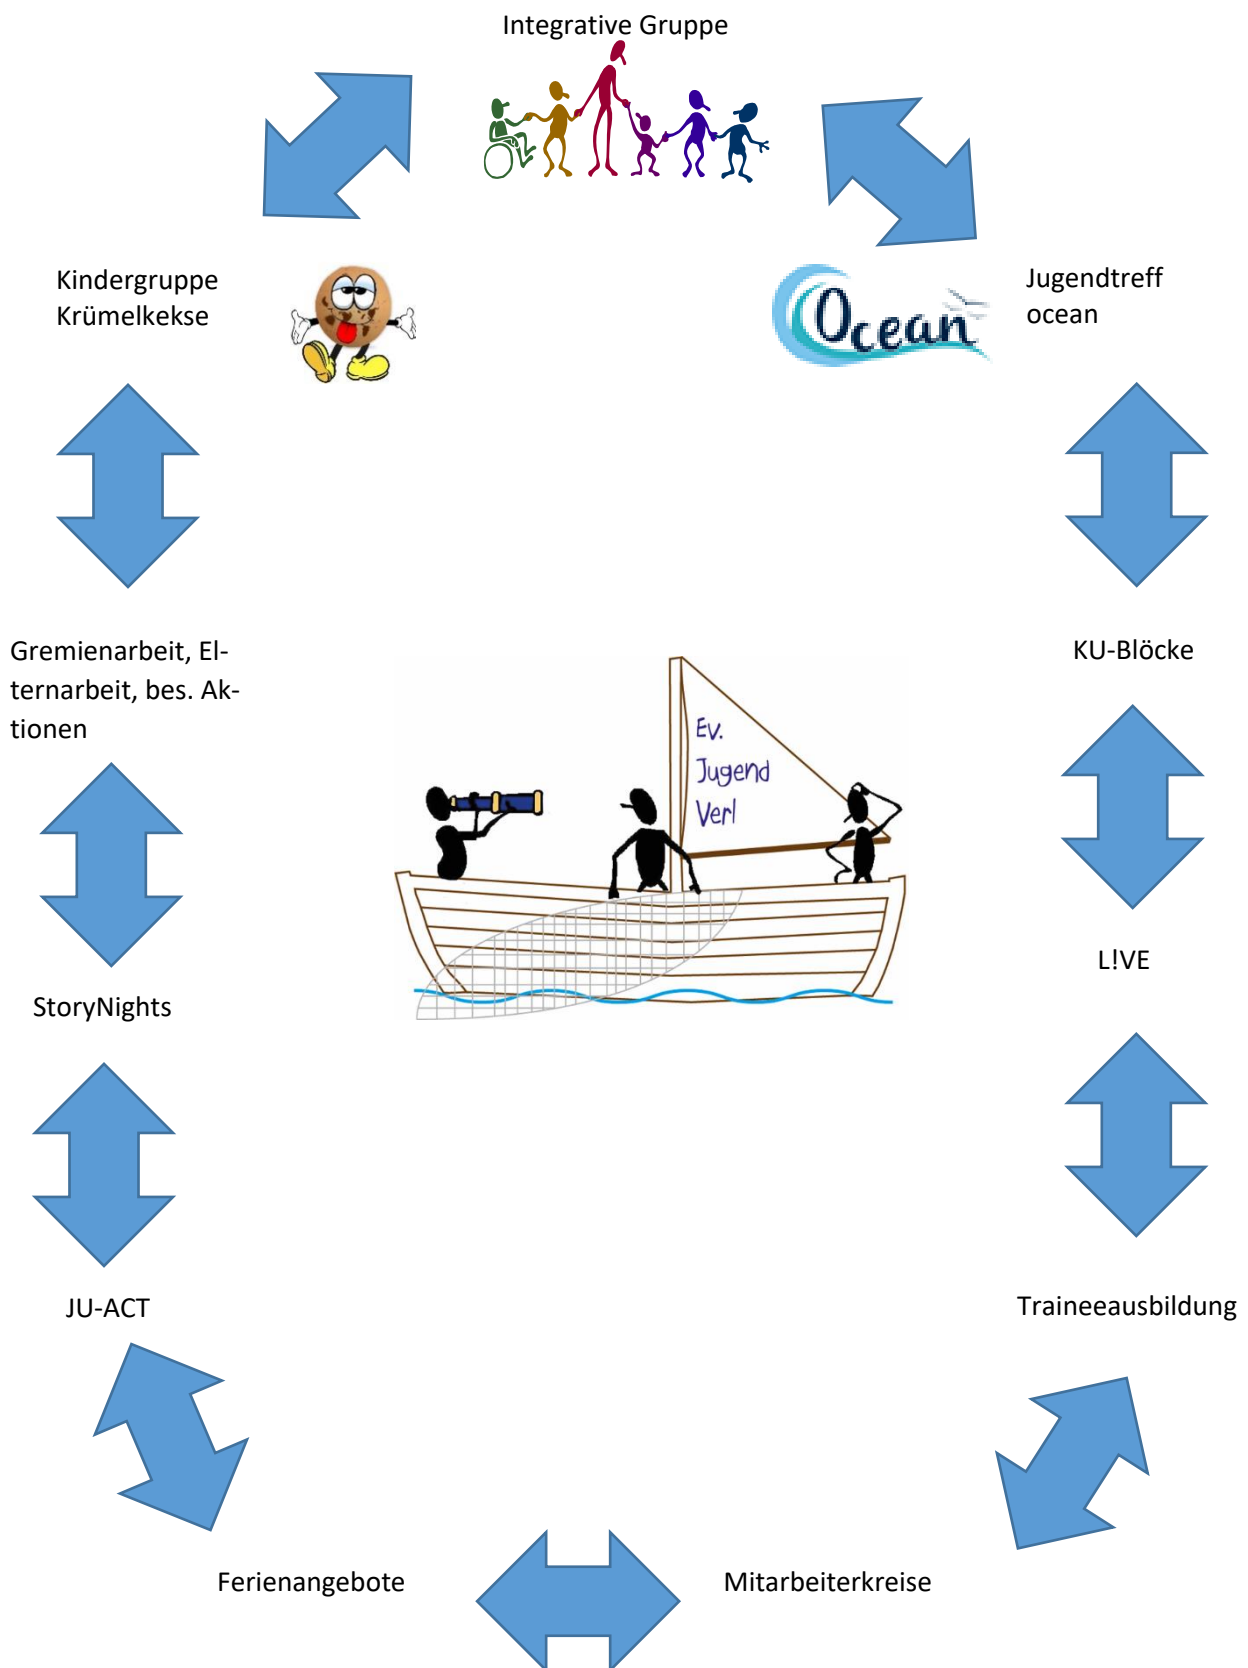 Integrative Gruppe
Kindergruppe
Krümelkekse
Ocean
Jugendtreff
ocean
Gremienarbeit, El-
ternarbeit, bes. Ak-
tionen
KU-Blöcke
Ev.
Jugend
Verl
L!VE
StoryNights
JU-ACT
Traineeausbildung
Ferienangebote
Mitarbeiterkreise